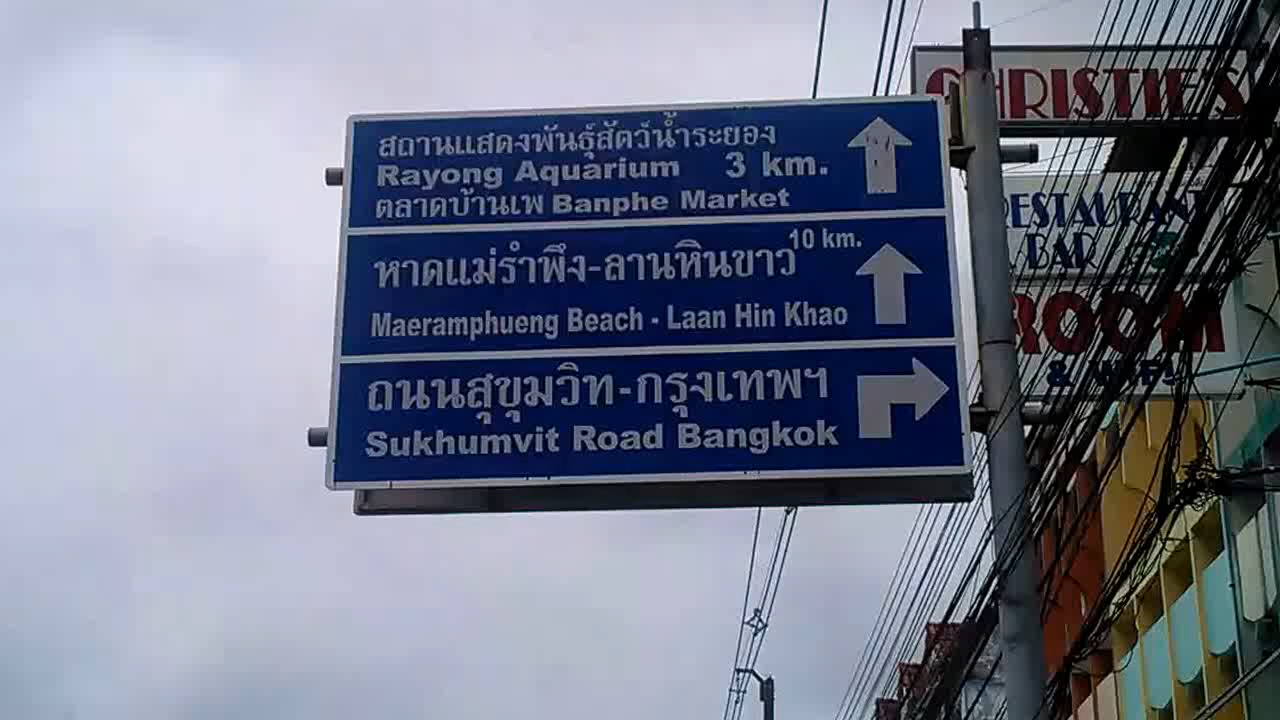 สถานแสดงพันธุ์สัตว์น้ำระยอง
Rayong Aquarium 3 km.
ตลาดบ้านเพ Banphe Market
10 km.
หาดแม่รำพึง-ลานหินขาว
Maeramphueng Beach - Laan Hin Khao
ถนนสุขุมวิท-กรุงเทพฯ
Sukhumvit Road Bangkok
CHRISTIE'S
RESTAURANT
BAR
ROOM
& WIFI